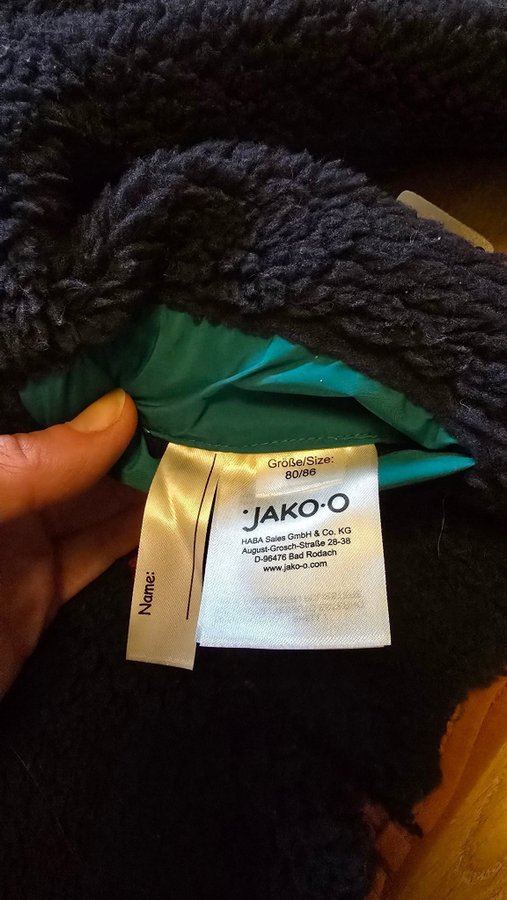 Größe/Size:
80/86
JAKO-O
HABA Sales GmbH & Co. KG
August-Grosch-Straße 28-38
D-96476 Bad Rodach
www.jako-o.com
Name: